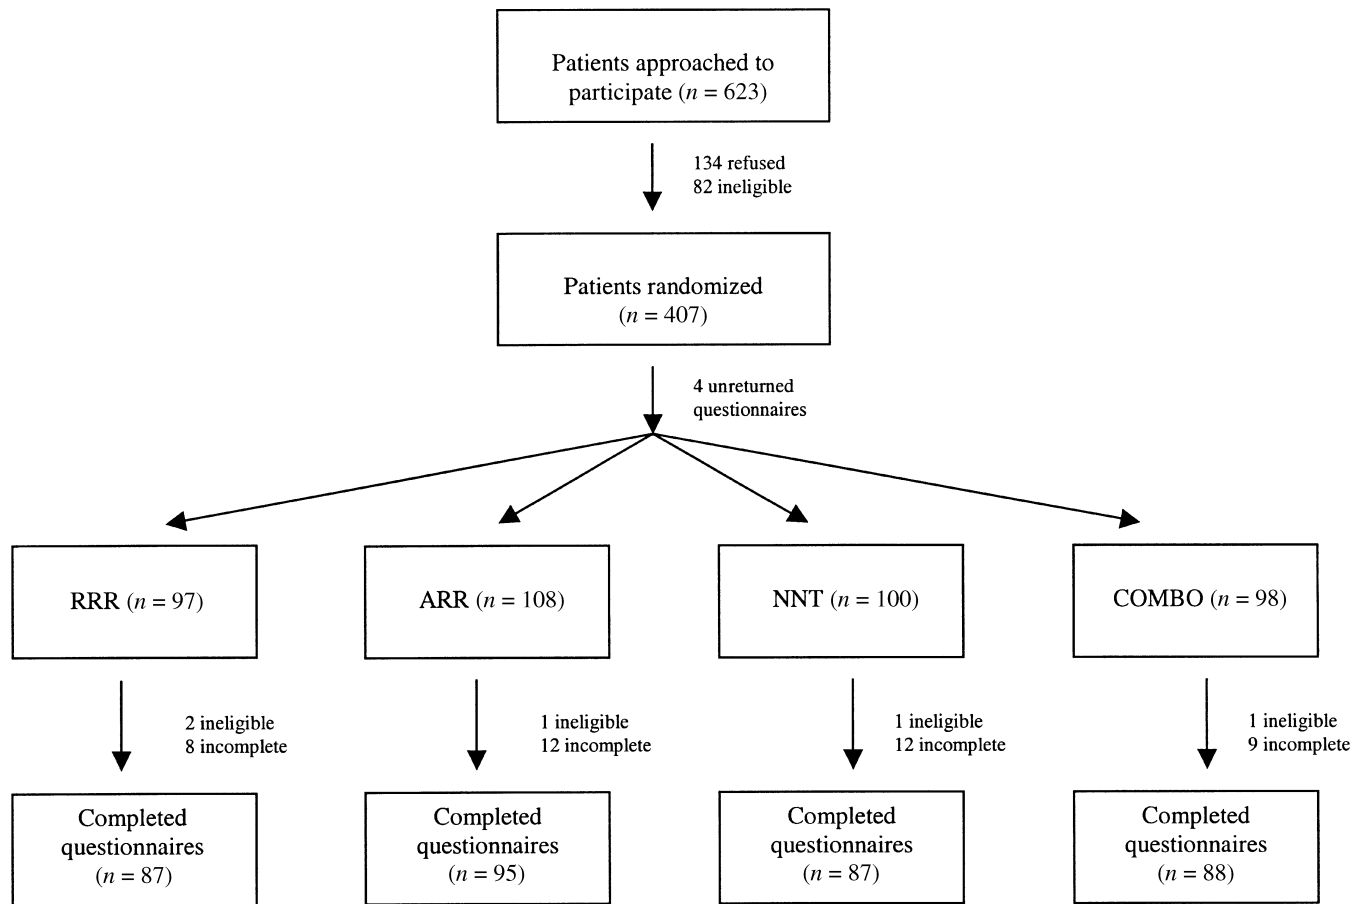 Patients approached to
participate (n = 623)
134 refused
82 ineligible
Patients randomized
(n = 407)
4 unreturned
questionnaires
RRR (n = 97)
ARR (n = 108)
NNT (n = 100)
COMBO (n = 98)
2 ineligible
8 incomplete
1 ineligible
12 incomplete
1 ineligible
12 incomplete
1 ineligible
9 incomplete
Completed
questionnaires
(n = 87)
Completed
questionnaires
(n = 95)
Completed
questionnaires
(n = 87)
Completed
questionnaires
(n = 88)